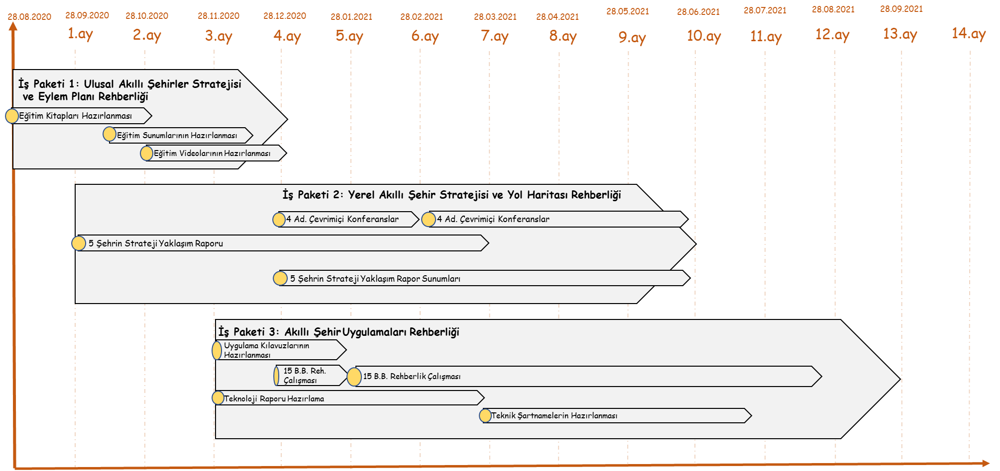 28.08.2020
28.09.2020
28.10.2020
28.11.2020
28.12.2020
28.01.2021
28.02.2021
28.03.2021
28.04.2021
28.05.2021
28.06.2021
28.07.2021
28.08.2021
28.09.2021
1.ay
2.ay
3.ay
4.ay
5.ay
6.ay
7.ay
8.ay
9.ay
10.ay
11.ay
12.ay
13.ay
14.ay
İş Paketi 1: Ulusal Akıllı Şehirler Stratejisi
ve Eylem Planı Rehberliği
Eğitim Kitapları Hazırlanması
Eğitim Sunumlarının Hazırlanması
Eğitim Videolarının Hazırlanması
İş Paketi 2: Yerel Akıllı Şehir Stratejisi ve Yol Haritası Rehberliği
4 Ad. Çevrimiçi Konferanslar
4 Ad. Çevrimiçi Konferanslar
5 Şehrin Strateji Yaklaşım Raporu
5 Şehrin Strateji Yaklaşım Rapor Sunumları
İş Paketi 3: Akıllı Şehir Uygulamaları Rehberliği
Uygulama Kılavuzlarının
Hazırlanması
15 B.B. Reh.
Çalışması
15 B.B. Rehberlik Çalışması
Teknoloji Raporu Hazırlama
Teknik Şartnamelerin Hazırlanması